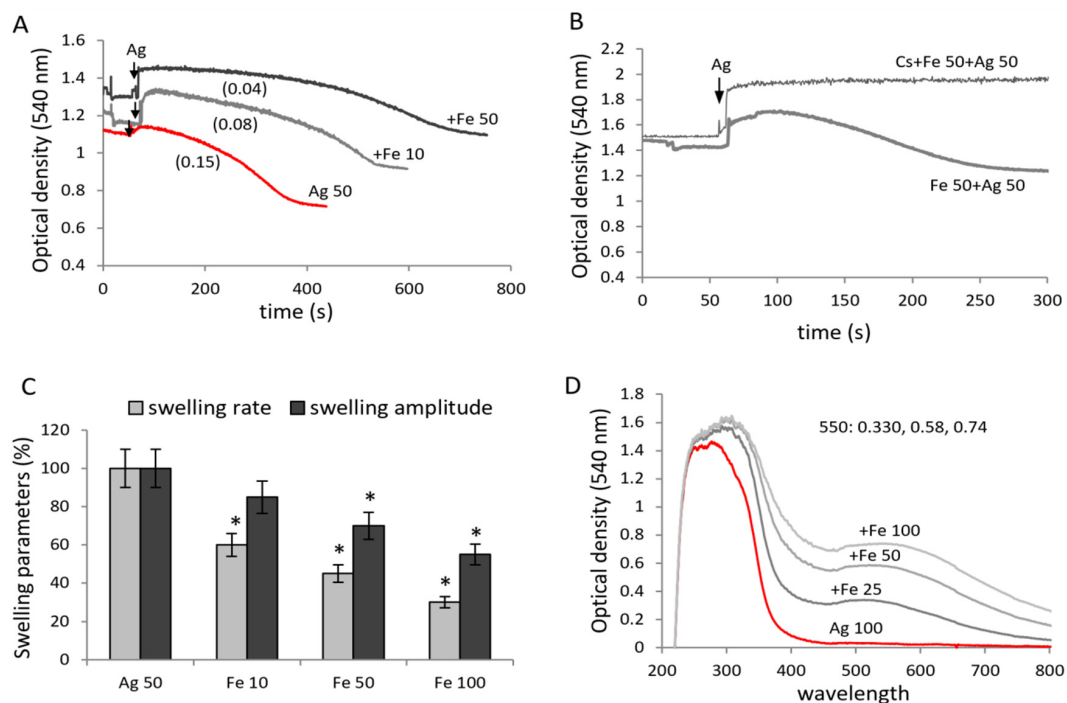 A
Optical density (540 nm)
1.6
1.4
1.2
1.0
0.8
0.6
0.4
Ag
(0.04)
(0.08)
(0.15)
+Fe 50
+Fe 10
Ag 50
0 200 400 600 800
time (s)
B
Optical density (540 nm)
2.2
2.0
1.8
1.6
1.4
1.2
1.0
0.8
0.6
0.4
Ag
Cs+Fe 50+Ag 50
Fe 50+Ag 50
0 50 100 150 200 250 300
time (s)
C
swelling rate swelling amplitude
Swelling parameters (%)
120
100
80
60
40
20
0
* * * * *
Ag 50 Fe 10 Fe 50 Fe 100
D
Optical density (540 nm)
1.8
1.6
1.4
1.2
1
0.8
0.6
0.4
0.2
0
550: 0.330, 0.58, 0.74
+Fe 100
+Fe 50
+Fe 25
Ag 100
200 300 400 500 600 700 800
wavelength